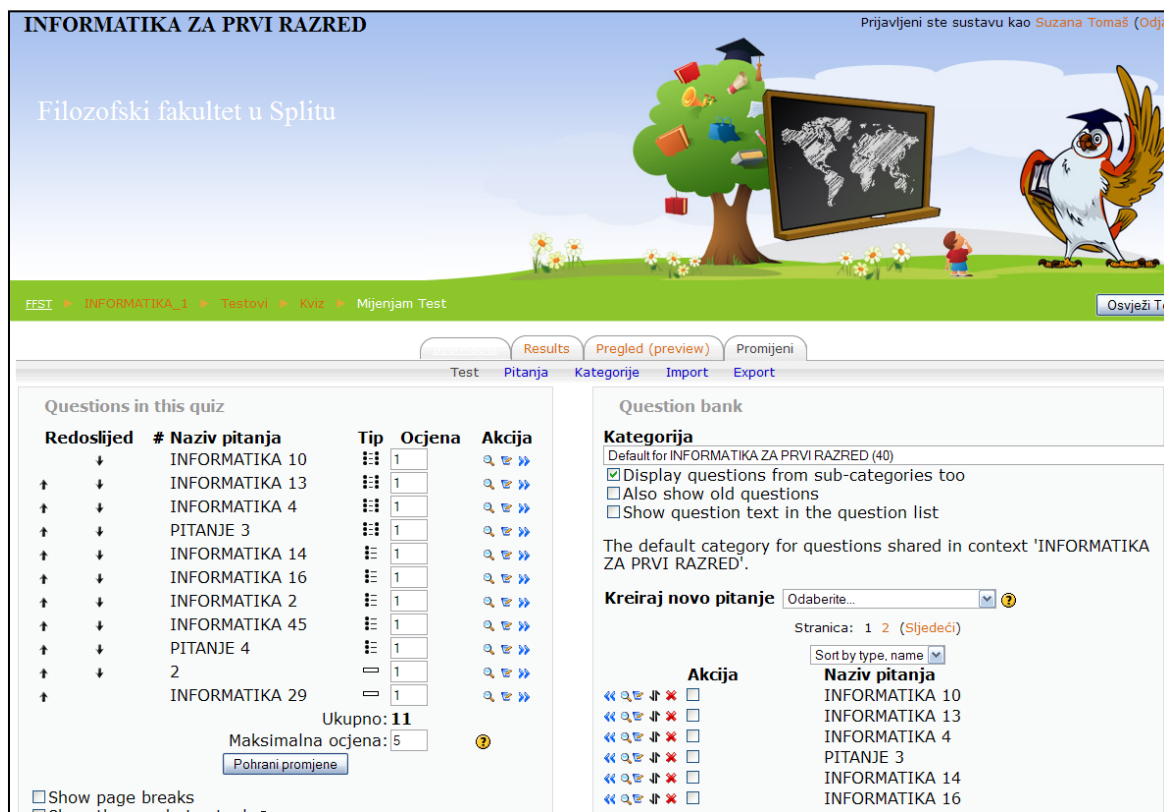 INFORMATIKA ZA PRVI RAZRED
Prijavljeni ste sustavu kao Suzana Tomaš (Odja
Filozofski fakultet u Splitu
FFST ► INFORMATIKA_1 ► Testovi ► Kviz ► Mijenjam Test
Osvježi Te
Results Pregled (preview) Promijeni
Test Pitanja Kategorije Import Export
Questions in this quiz
Redoslijed # Naziv pitanja Tip Ocjena Akcija
INFORMATIKA 10 1
INFORMATIKA 13 1
INFORMATIKA 4 1
PITANJE 3 1
INFORMATIKA 14 1
INFORMATIKA 16 1
INFORMATIKA 2 1
INFORMATIKA 45 1
PITANJE 4 1
2 1
INFORMATIKA 29 1
Ukupno: 11
Maksimalna ocjena: 5
Pohrani promjene
Show page breaks
Question bank
Kategorija
Default for INFORMATIKA ZA PRVI RAZRED (40)
Display questions from sub-categories too
Also show old questions
Show question text in the question list
The default category for questions shared in context 'INFORMATIKA
ZA PRVI RAZRED'.
Kreiraj novo pitanje Odaberite...
Stranica: 1 2 (Sljedeći)
Sort by type, name
Akcija Naziv pitanja
INFORMATIKA 10
INFORMATIKA 13
INFORMATIKA 4
PITANJE 3
INFORMATIKA 14
INFORMATIKA 16